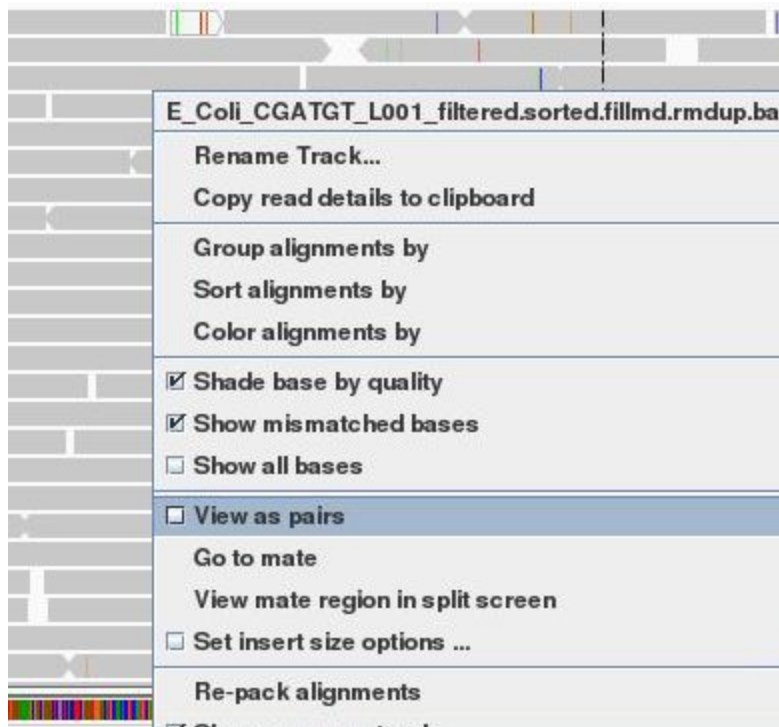 E_Coli_CGATGT_L001_filtered.sorted.fillmd.rmdup.ba
Rename Track...
Copy read details to clipboard
Group alignments by
Sort alignments by
Color alignments by
Shade base by quality
Show mismatched bases
Show all bases
View as pairs
Go to mate
View mate region in split screen
Set insert size options ...
Re-pack alignments